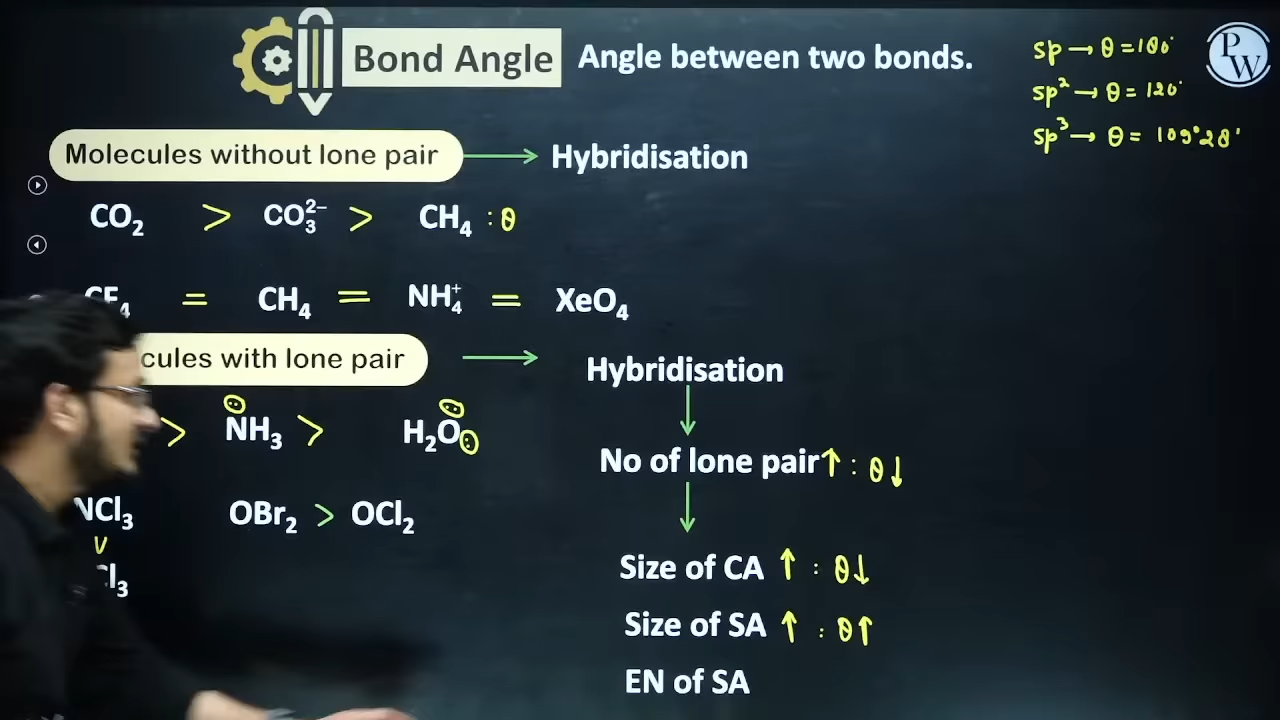 Bond Angle Angle between two bonds.
sp → θ = 180°
sp² → θ = 120°
sp³ → θ = 109°28'
PW
Molecules without lone pair → Hybridisation
CO₂ > CO₃²⁻ > CH₄ : θ
CF₄ = CH₄ = NH₄⁺ = XeO₄
cules with lone pair → Hybridisation
> NH₃ > H₂O
No of lone pair ↑ : θ ↓
NCl₃ OBr₂ > OCl₂
V
Cl₃
Size of CA ↑ : θ ↓
Size of SA ↑ : θ ↑
EN of SA